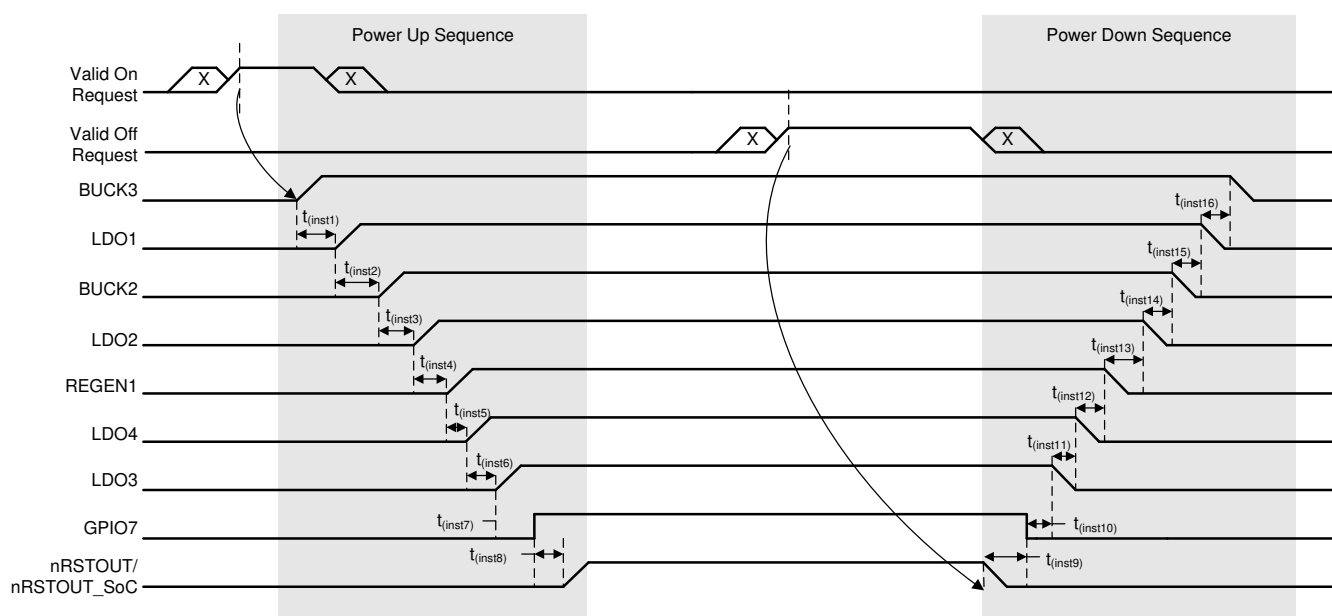 Power Up Sequence
Power Down Sequence
Valid On
Request
X
X
Valid Off
Request
X
X
BUCK3
t(inst1)
t(inst16)
LDO1
t(inst2)
t(inst15)
BUCK2
t(inst3)
t(inst14)
LDO2
t(inst4)
t(inst13)
REGEN1
t(inst5)
t(inst12)
LDO4
t(inst6)
t(inst11)
LDO3
t(inst7)
t(inst10)
GPIO7
t(inst8)
t(inst9)
nRSTOUT/
nRSTOUT_SoC